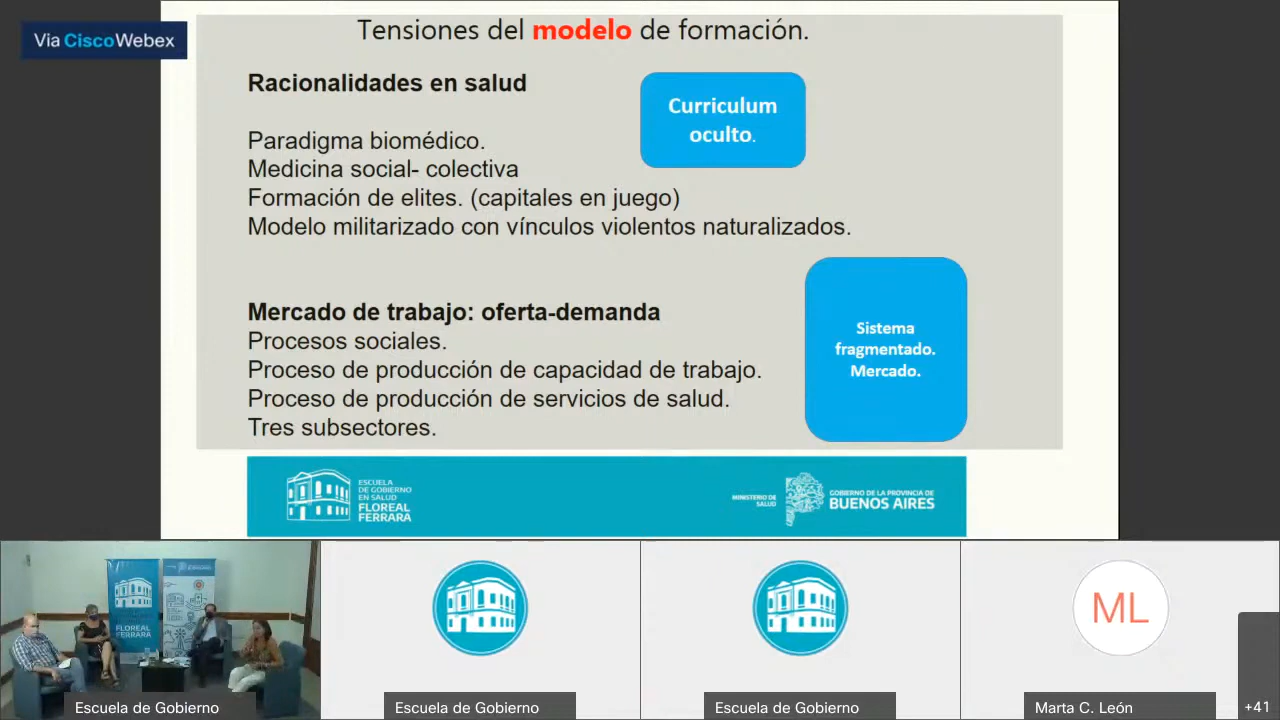 Vía Cisco Webex
Tensiones del modelo de formación.
Racionalidades en salud
Curriculum
oculto.
Paradigma biomédico.
Medicina social- colectiva
Formación de elites. (capitales en juego)
Modelo militarizado con vínculos violentos naturalizados.
Mercado de trabajo: oferta-demanda
Procesos sociales.
Proceso de producción de capacidad de trabajo.
Proceso de producción de servicios de salud.
Tres subsectores.
Sistema
fragmentado.
Mercado.
ESCUELA
DE GOBIERNO
EN SALUD
FLOREAL
FERRARA
MINISTERIO DE
SALUD
GOBIERNO DE LA PROVINCIA DE
BUENOS AIRES
FLOREAL
FERRARA
ML
Escuela de Gobierno
Escuela de Gobierno
Escuela de Gobierno
Marta C. León
+41